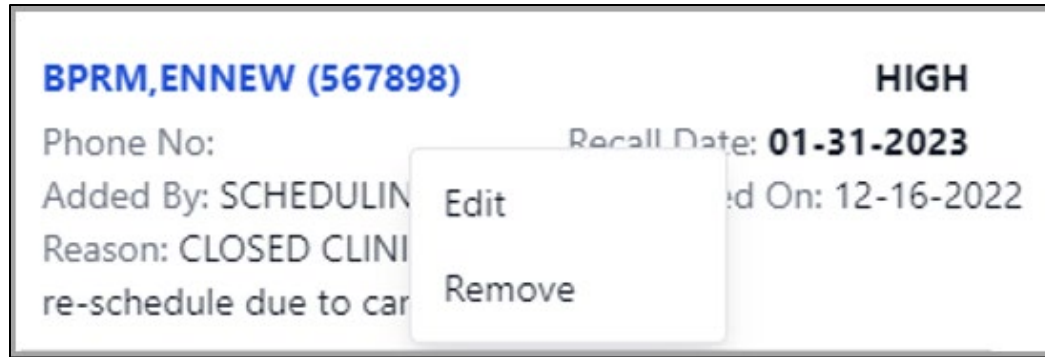 BPRM,ENNEW (567898) HIGH
Phone No: Recall Date: 01-31-2023
Added By: SCHEDULIN ed On: 12-16-2022
Edit
Reason: CLOSED CLINI
Remove
re-schedule due to car